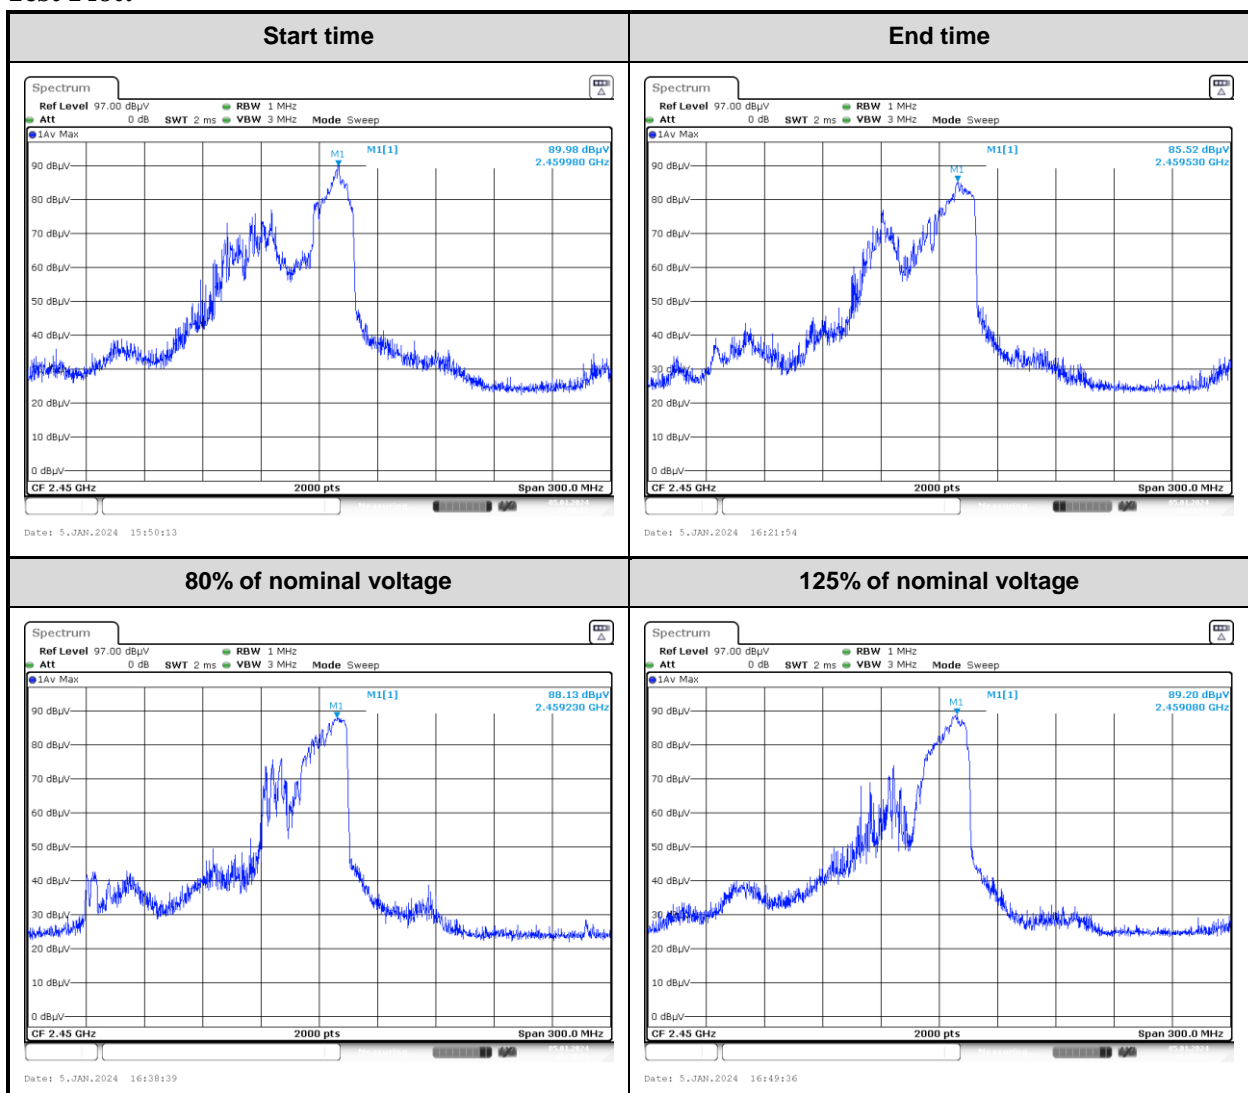 Start time
End time
Spectrum
Ref Level 97.00 dBµV RBW 1 MHz
Att 0 dB SWT 2 ms VBW 3 MHz Mode Sweep
1Av Max
M1[1] 89.98 dBµV
2.459980 GHz
M1
90 dBµV
80 dBµV
70 dBµV
60 dBµV
50 dBµV
40 dBµV
30 dBµV
20 dBµV
10 dBµV
0 dBµV
CF 2.45 GHz 2000 pts Span 300.0 MHz
Date: 5.JAN.2024 15:50:13
Spectrum
Ref Level 97.00 dBµV RBW 1 MHz
Att 0 dB SWT 2 ms VBW 3 MHz Mode Sweep
1Av Max
M1[1] 85.52 dBµV
2.459530 GHz
M1
90 dBµV
80 dBµV
70 dBµV
60 dBµV
50 dBµV
40 dBµV
30 dBµV
20 dBµV
10 dBµV
0 dBµV
CF 2.45 GHz 2000 pts Span 300.0 MHz
Date: 5.JAN.2024 16:21:54
80% of nominal voltage
125% of nominal voltage
Spectrum
Ref Level 97.00 dBµV RBW 1 MHz
Att 0 dB SWT 2 ms VBW 3 MHz Mode Sweep
1Av Max
M1[1] 88.13 dBµV
2.459230 GHz
M1
90 dBµV
80 dBµV
70 dBµV
60 dBµV
50 dBµV
40 dBµV
30 dBµV
20 dBµV
10 dBµV
0 dBµV
CF 2.45 GHz 2000 pts Span 300.0 MHz
Date: 5.JAN.2024 16:38:39
Spectrum
Ref Level 97.00 dBµV RBW 1 MHz
Att 0 dB SWT 2 ms VBW 3 MHz Mode Sweep
1Av Max
M1[1] 89.20 dBµV
2.459080 GHz
M1
90 dBµV
80 dBµV
70 dBµV
60 dBµV
50 dBµV
40 dBµV
30 dBµV
20 dBµV
10 dBµV
0 dBµV
CF 2.45 GHz 2000 pts Span 300.0 MHz
Date: 5.JAN.2024 16:49:36